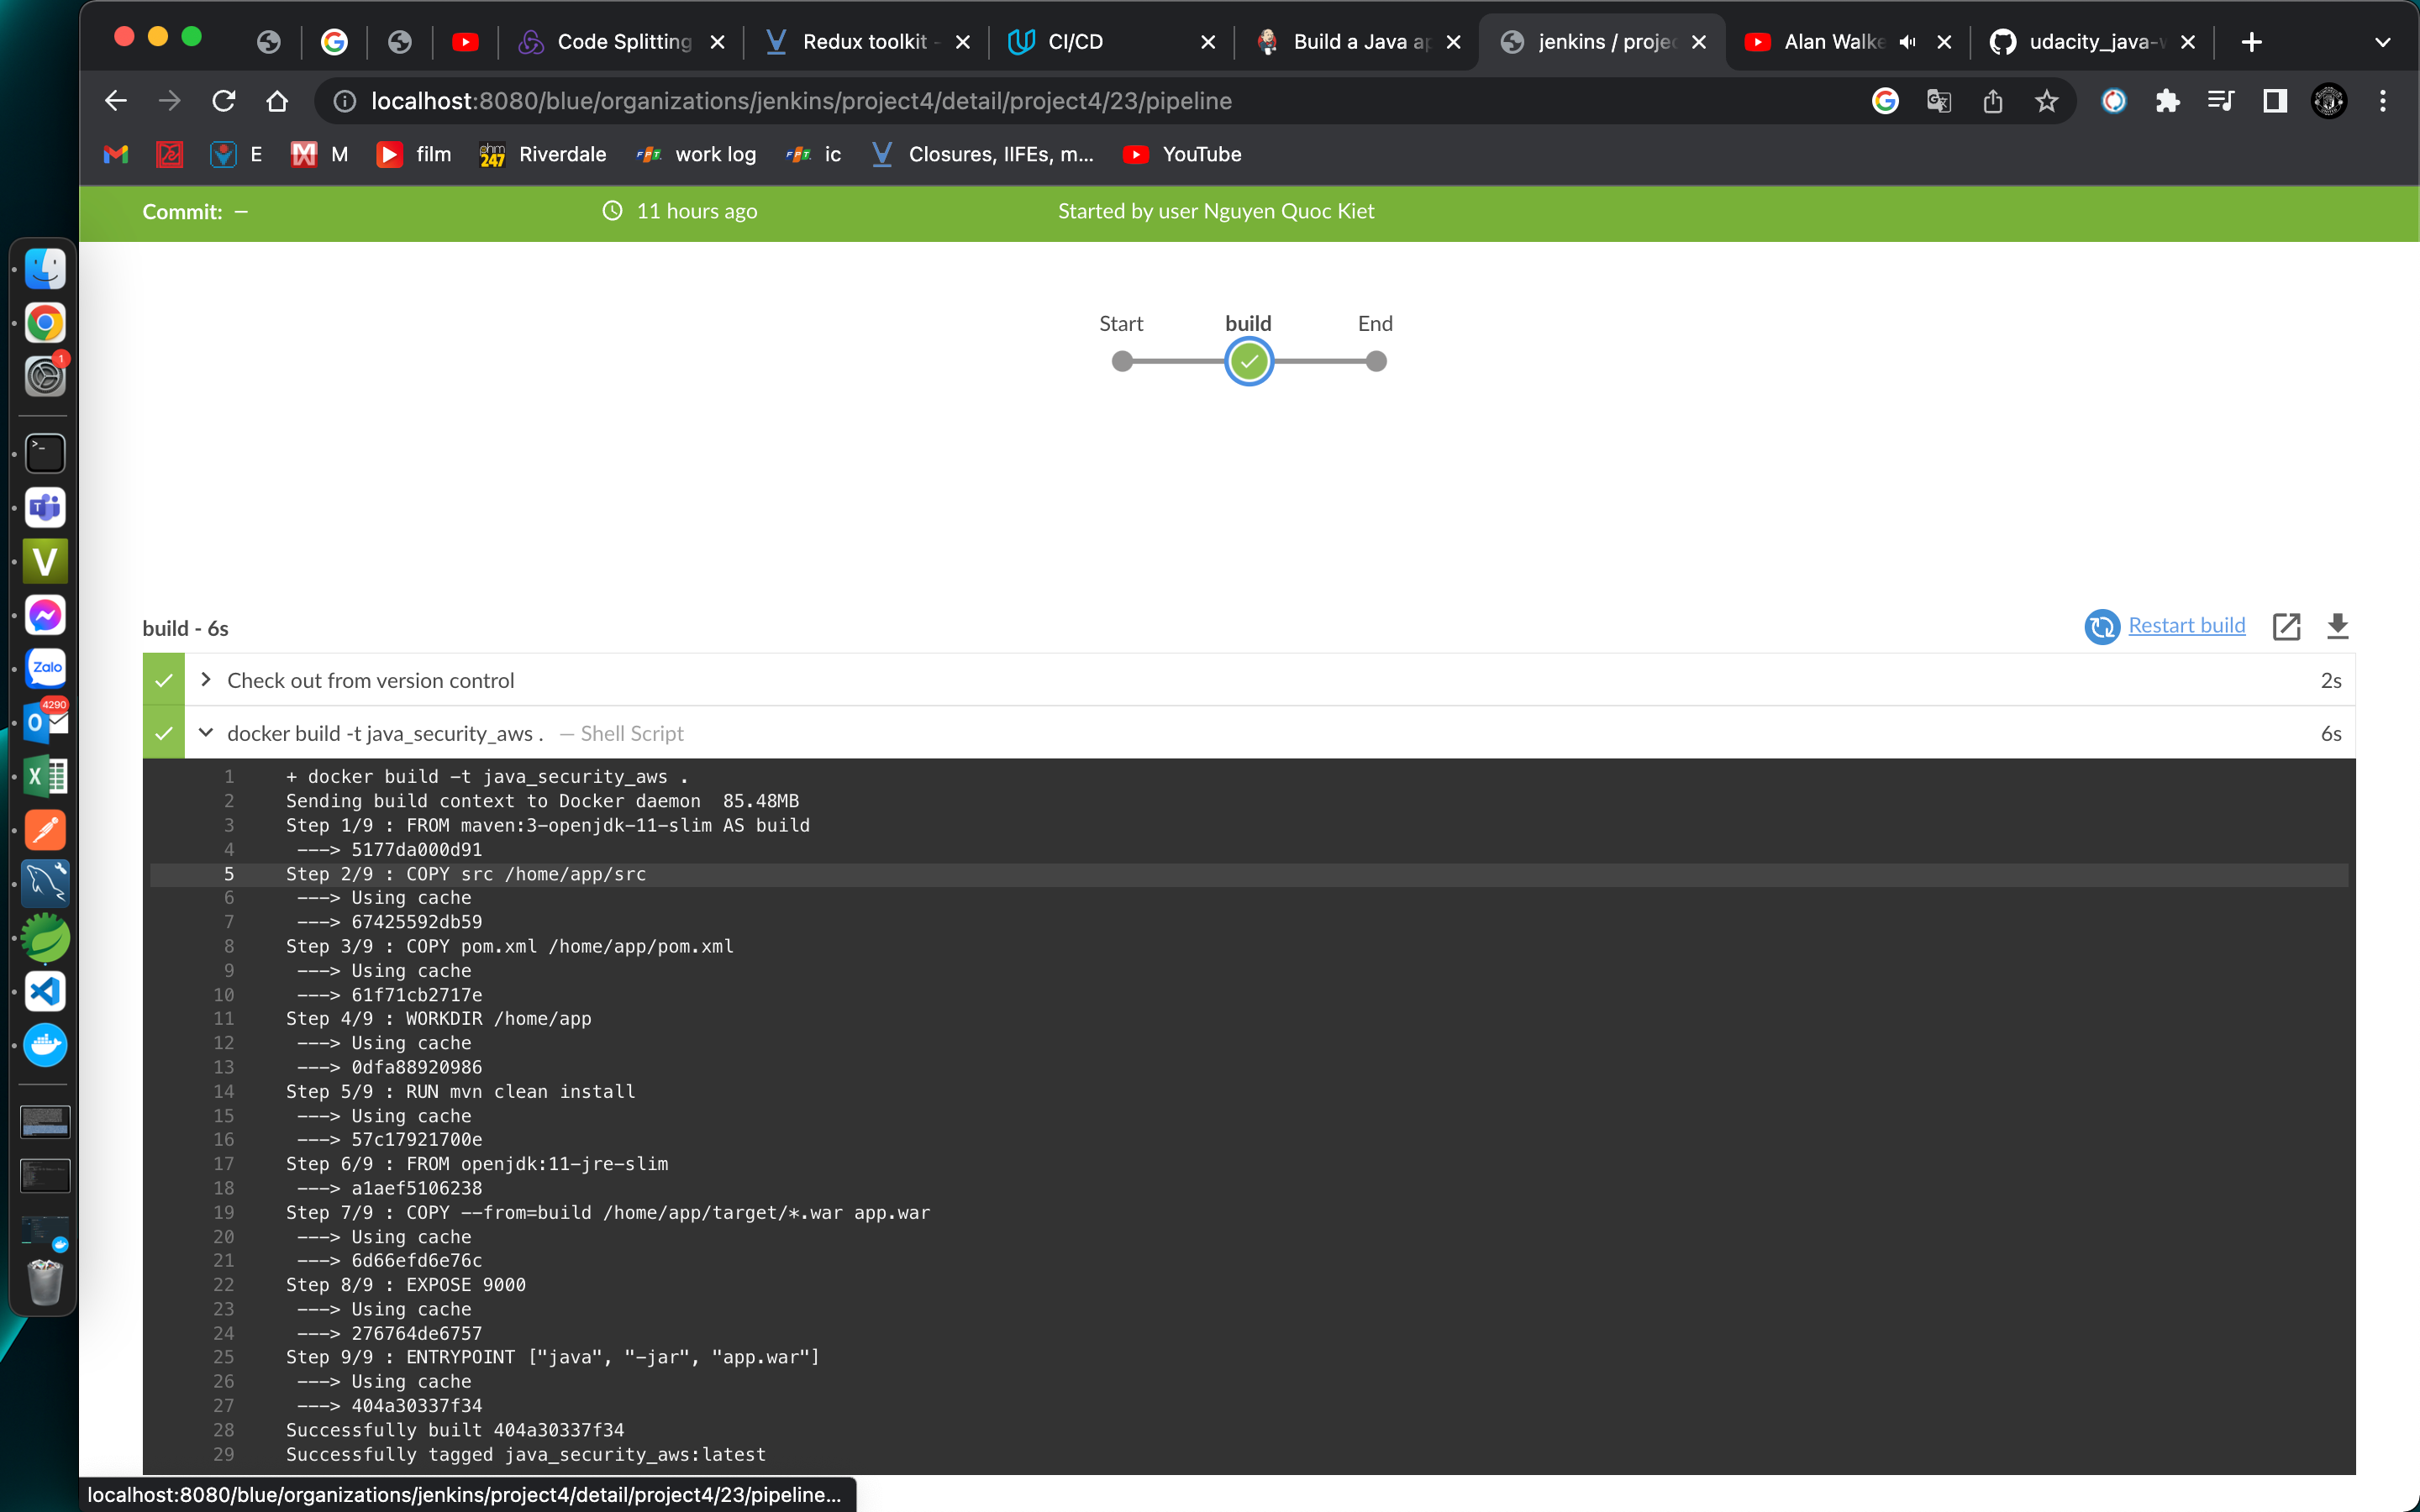 Code Splitting
Redux toolkit -
CI/CD
Build a Java ap
jenkins / projec
Alan Walke
udacity_java-w
localhost:8080/blue/organizations/jenkins/project4/detail/project4/23/pipeline
E
M
film
Riverdale
work log
ic
Closures, IIFEs, m...
YouTube
Commit: —
11 hours ago
Started by user Nguyen Quoc Kiet
Start
build
End
build - 6s
Restart build
Check out from version control
2s
docker build -t java_security_aws . — Shell Script
6s
1 + docker build -t java_security_aws .
2 Sending build context to Docker daemon  85.48MB
3 Step 1/9 : FROM maven:3-openjdk-11-slim AS build
4 ---> 5177da000d91
5 Step 2/9 : COPY src /home/app/src
6 ---> Using cache
7 ---> 67425592db59
8 Step 3/9 : COPY pom.xml /home/app/pom.xml
9 ---> Using cache
10 ---> 61f71cb2717e
11 Step 4/9 : WORKDIR /home/app
12 ---> Using cache
13 ---> 0dfa88920986
14 Step 5/9 : RUN mvn clean install
15 ---> Using cache
16 ---> 57c17921700e
17 Step 6/9 : FROM openjdk:11-jre-slim
18 ---> a1aef5106238
19 Step 7/9 : COPY --from=build /home/app/target/*.war app.war
20 ---> Using cache
21 ---> 6d66efd6e76c
22 Step 8/9 : EXPOSE 9000
23 ---> Using cache
24 ---> 276764de6757
25 Step 9/9 : ENTRYPOINT ["java", "-jar", "app.war"]
26 ---> Using cache
27 ---> 404a30337f34
28 Successfully built 404a30337f34
29 Successfully tagged java_security_aws:latest
localhost:8080/blue/organizations/jenkins/project4/detail/project4/23/pipeline...
1
Zalo
4290